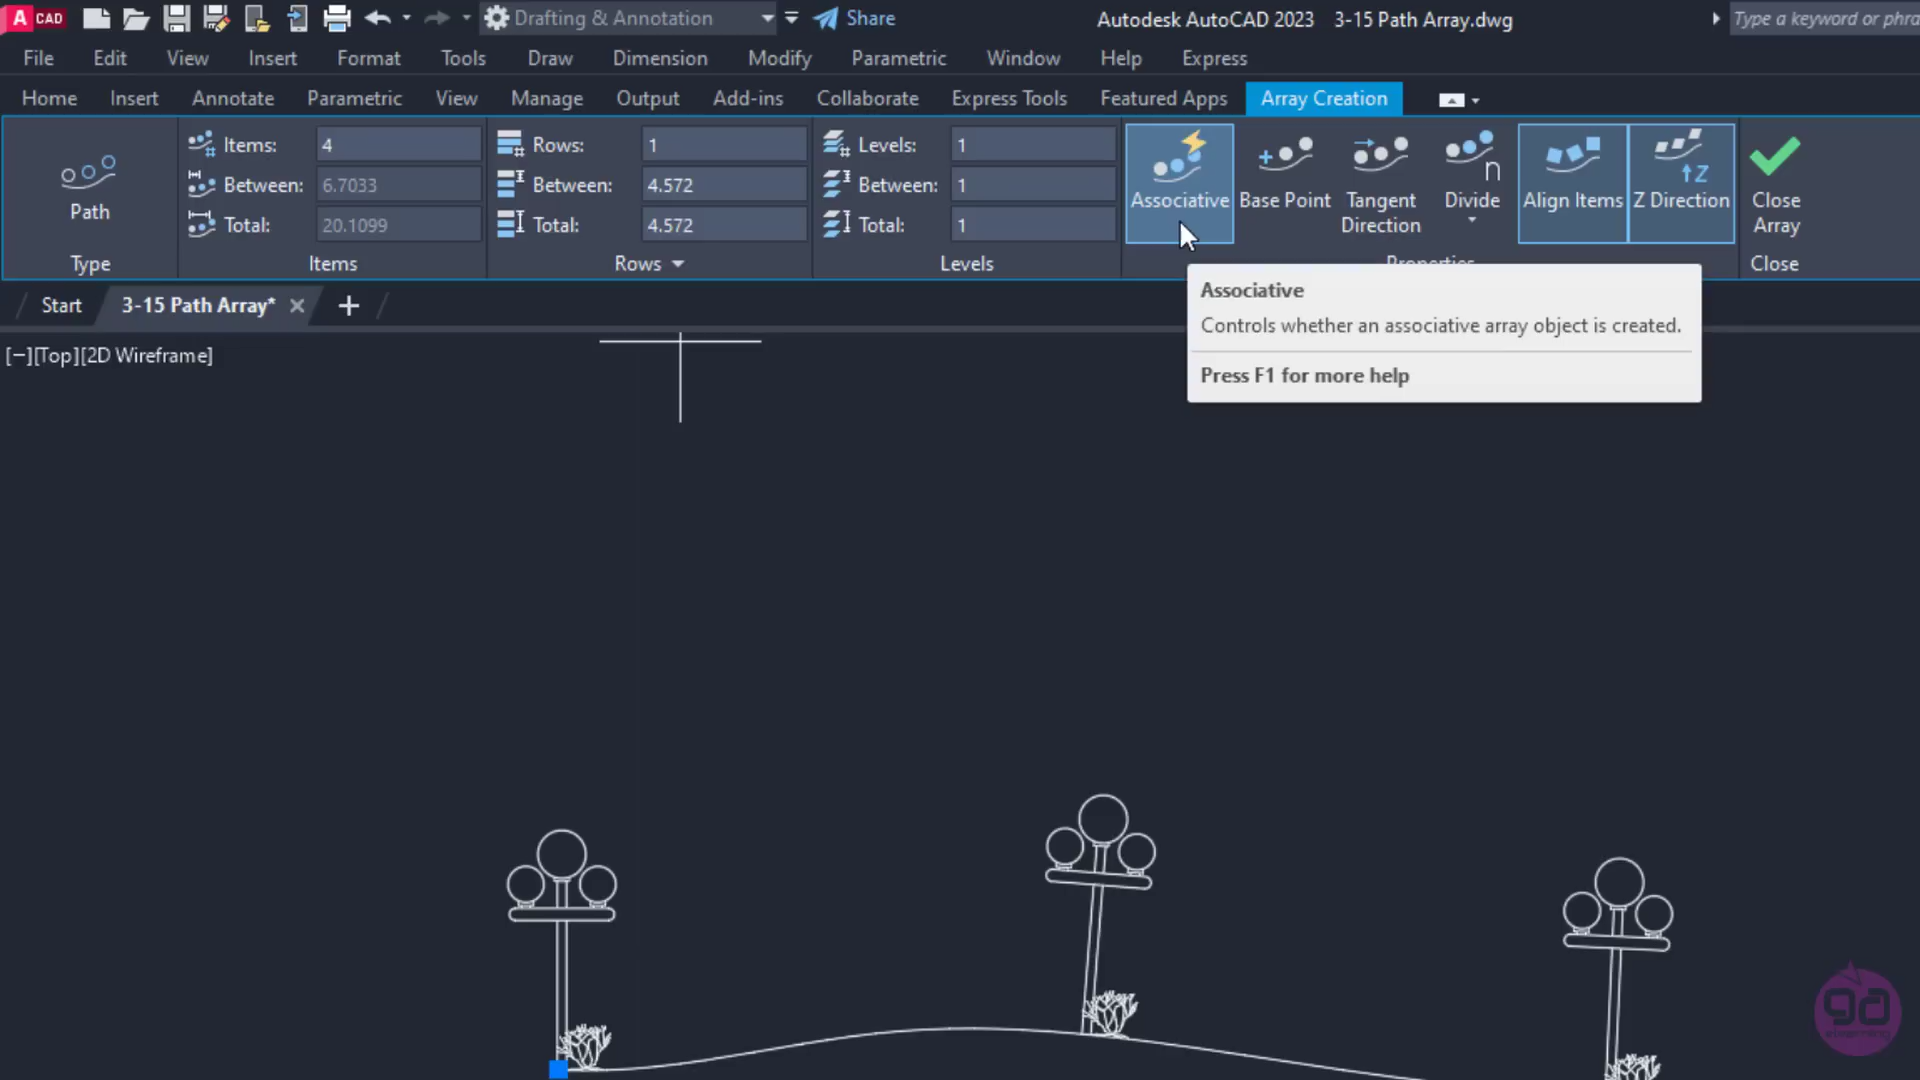 A CAD Drafting & Annotation Share Autodesk AutoCAD 2023 3-15 Path Array.dwg Type a keyword or phra
File Edit View Insert Format Tools Draw Dimension Modify Parametric Window Help Express
Home Insert Annotate Parametric View Manage Output Add-ins Collaborate Express Tools Featured Apps Array Creation
Items: 4 Rows: 1 Levels: 1
Between: 6.7033 Between: 4.572 Between: 1
Total: 20.1099 Total: 4.572 Total: 1
Path
Associative Base Point Tangent Direction Divide n Align Items Z Direction Z Close Array
Type Items Rows Levels Properties Close
Start 3-15 Path Array*
[−][Top][2D Wireframe]
Associative
Controls whether an associative array object is created.
Press F1 for more help